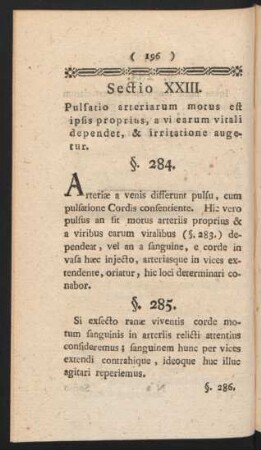 ( 196 )
Sectio XXIII.
Pulsatio arteriarum motus est
ipsis proprius, a vi earum vitali
dependet, & irritatione auge-
tur.
§. 284.
Arteriæ a venis differunt pulsu, cum
pulsatione Cordis consentiente. Hic vero
pulsus an sit motus arteriis proprius &
a viribus earum vitalibus (§. 283.) de-
pendeat, vel an a sanguine, e corde in
vasa hæc injecto, arteriasque in vices ex-
tendente, oriatur, hic loci determinari co-
nabor.
§. 285.
Si exsecto ranæ viventis corde mo-
tum sanguinis in arteriis relicti attentius
consideremus; sanguinem hunc per vices
extendi contrahique, ideoque huc illuc
agitari reperiemus.
§. 286.